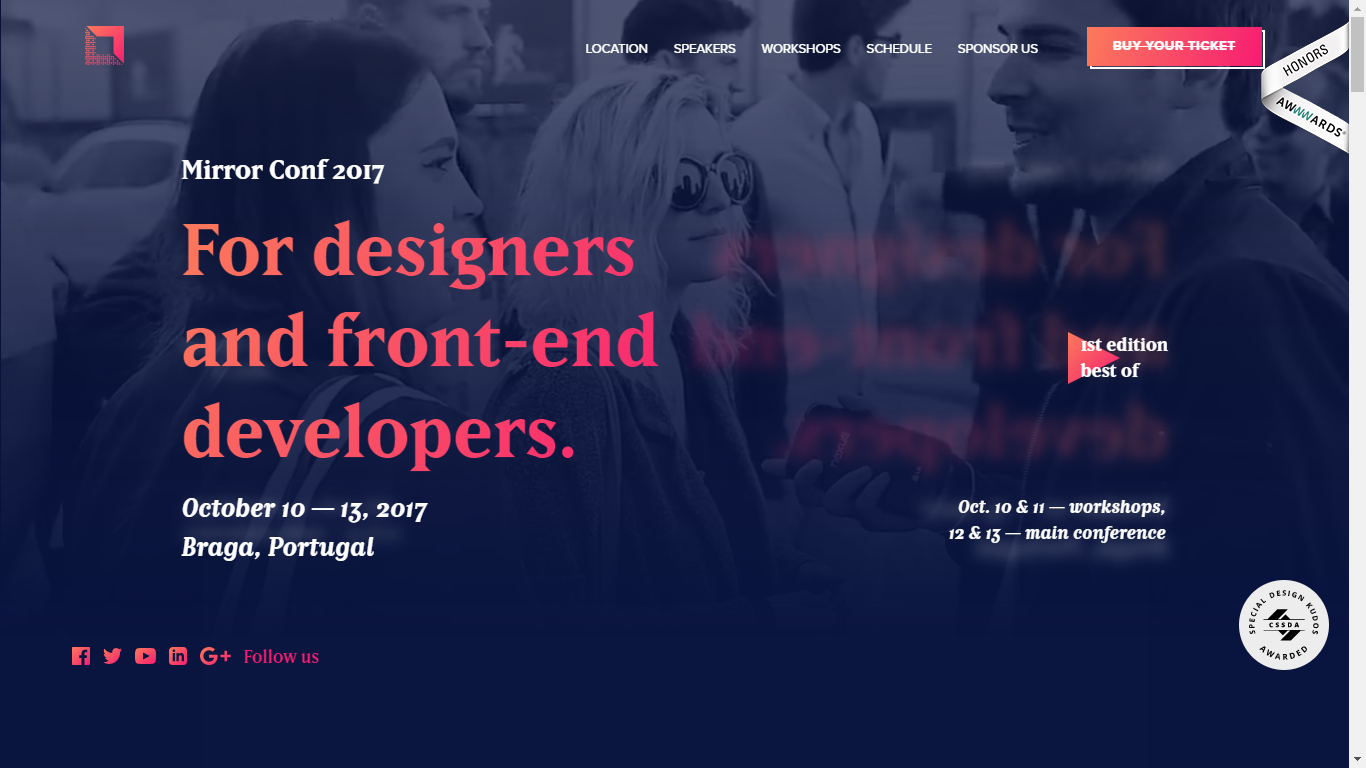 LOCATION SPEAKERS WORKSHOPS SCHEDULE SPONSOR US BUY YOUR TICKET
HONORS
AWWWARDS
Mirror Conf 2017
For designers
and front-end
developers.
1st edition
best of
October 10 — 13, 2017
Braga, Portugal
Oct. 10 & 11 — workshops,
12 & 13 — main conference
SPECIAL DESIGN KUDOS
CSSDA
AWARDED
Follow us